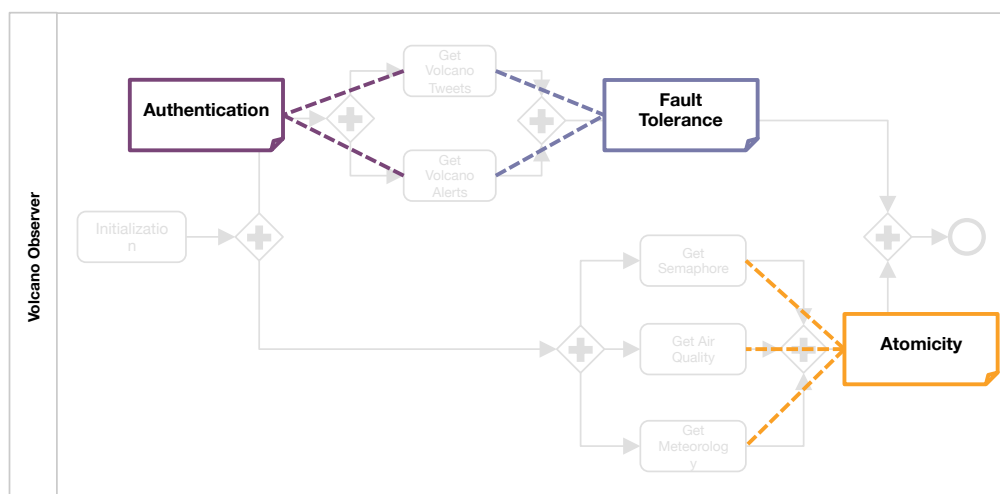 Volcano Observer
Get
Volcano
Tweets
Authentication
Fault
Tolerance
Get
Volcano
Alerts
Initializatio
n
Get
Semaphore
Get Air
Quality
Atomicity
Get
Meteorolog
y